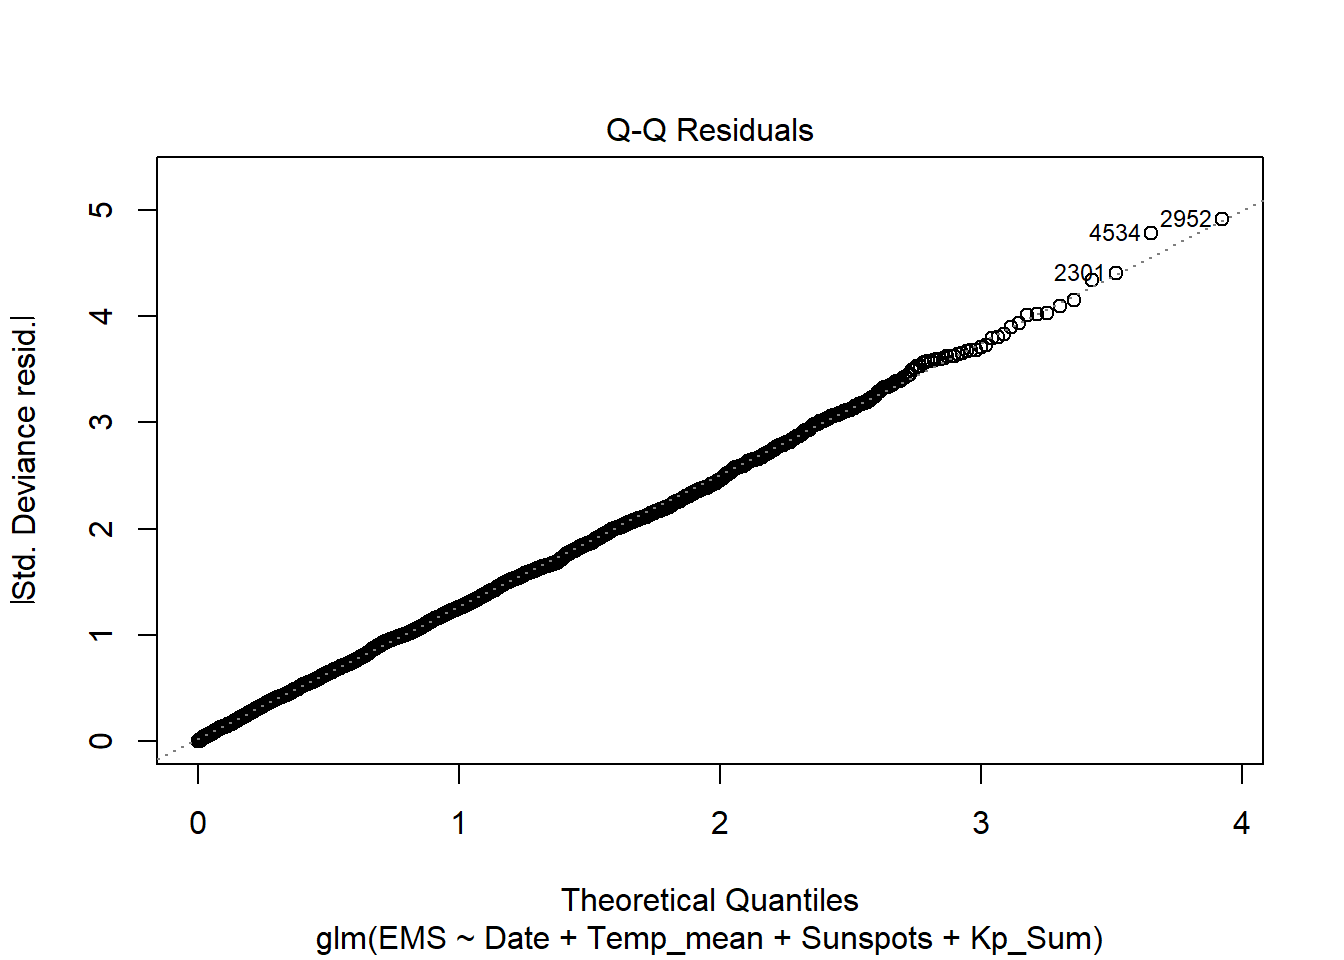 Q-Q Residuals
|Std. Deviance resid.|
5
4
3
2
1
0
2952
4534
2301
0 1 2 3 4
Theoretical Quantiles
glm(EMS ~ Date + Temp_mean + Sunspots + Kp_Sum)